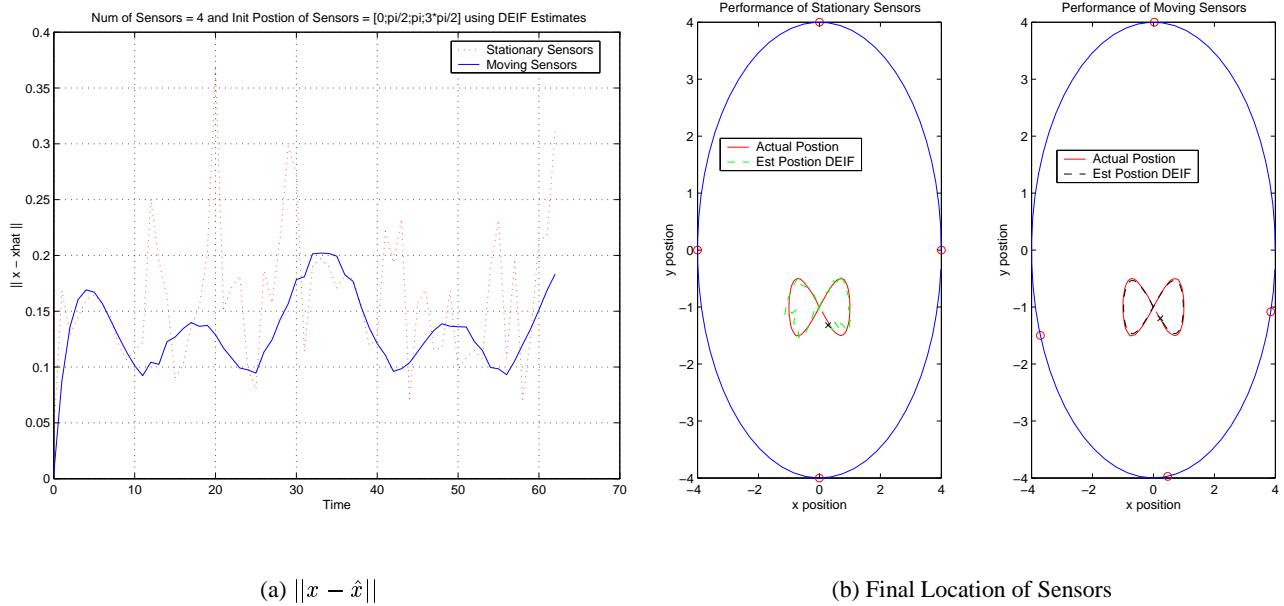 Num of Sensors = 4 and Init Postion of Sensors = [0;pi/2;pi;3*pi/2] using DEIF Estimates
|| x − xhat ||
0.4
0.35
0.3
0.25
0.2
0.15
0.1
0.05
0
0 10 20 30 40 50 60 70
Time
Stationary Sensors
Moving Sensors
(a) ||x − x̂||
Performance of Stationary Sensors
y postion
4
3
2
1
0
−1
−2
−3
−4
−4 −2 0 2 4
x position
Actual Postion
Est Postion DEIF
Performance of Moving Sensors
y postion
4
3
2
1
0
−1
−2
−3
−4
−4 −2 0 2 4
x position
Actual Postion
Est Postion DEIF
(b) Final Location of Sensors